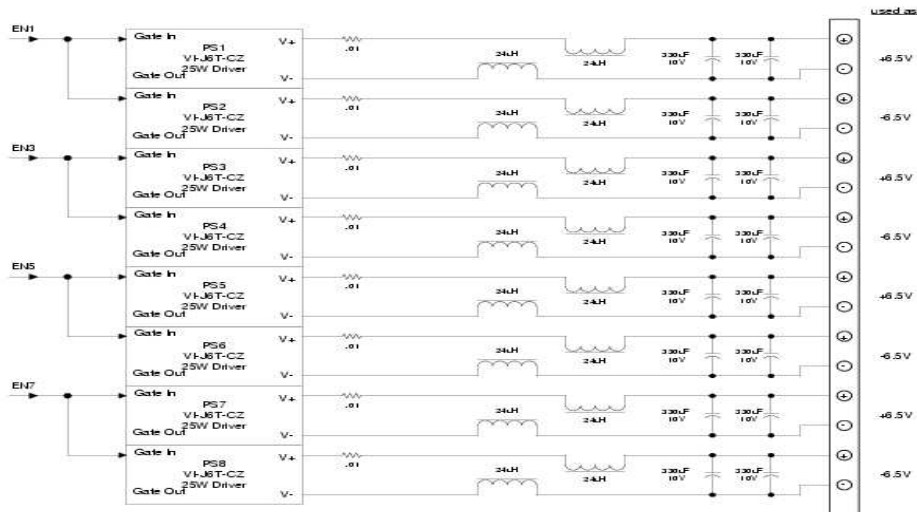 used as
EN1
Gate In PS1 V+
VI-J6T-CZ
25W Driver
Gate Out V-
.01 24uH 24uH 330uF 10V 330uF 10V
+ - +6.5V
Gate In PS2 V+
VI-J6T-CZ
25W Driver
Gate Out V-
.01 24uH 24uH 330uF 10V 330uF 10V
+ - -6.5V
EN3
Gate In PS3 V+
VI-J6T-CZ
25W Driver
Gate Out V-
.01 24uH 24uH 330uF 10V 330uF 10V
+ - +6.5V
Gate In PS4 V+
VI-J6T-CZ
25W Driver
Gate Out V-
.01 24uH 24uH 330uF 10V 330uF 10V
+ - -6.5V
EN5
Gate In PS5 V+
VI-J6T-CZ
25W Driver
Gate Out V-
.01 24uH 24uH 330uF 10V 330uF 10V
+ - +6.5V
Gate In PS6 V+
VI-J6T-CZ
25W Driver
Gate Out V-
.01 24uH 24uH 330uF 10V 330uF 10V
+ - -6.5V
EN7
Gate In PS7 V+
VI-J6T-CZ
25W Driver
Gate Out V-
.01 24uH 24uH 330uF 10V 330uF 10V
+ - +6.5V
Gate In PS8 V+
VI-J6T-CZ
25W Driver
Gate Out V-
.01 24uH 24uH 330uF 10V 330uF 10V
+ - -6.5V